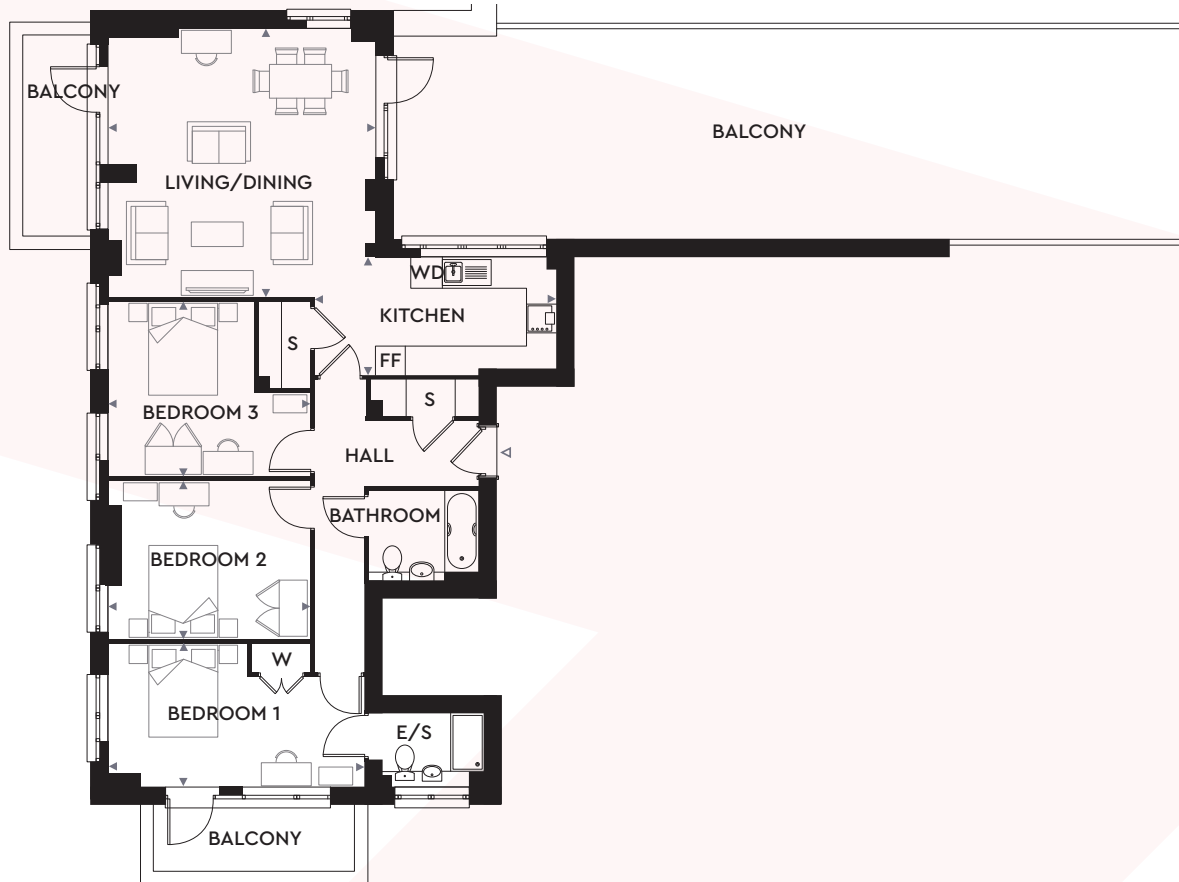 BALCONY
BALCONY
LIVING/DINING
WD
KITCHEN
S
FF
BEDROOM 3
S
HALL
BATHROOM
BEDROOM 2
W
BEDROOM 1
E/S
BALCONY